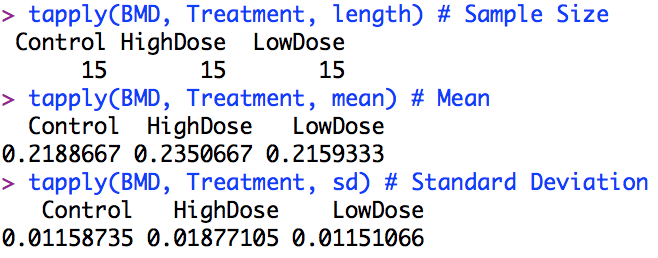 > tapply(BMD, Treatment, length) # Sample Size
 Control HighDose  LowDose
      15       15       15
> tapply(BMD, Treatment, mean) # Mean
  Control  HighDose   LowDose
0.2188667 0.2350667 0.2159333
> tapply(BMD, Treatment, sd) # Standard Deviation
   Control   HighDose    LowDose
0.01158735 0.01877105 0.01151066